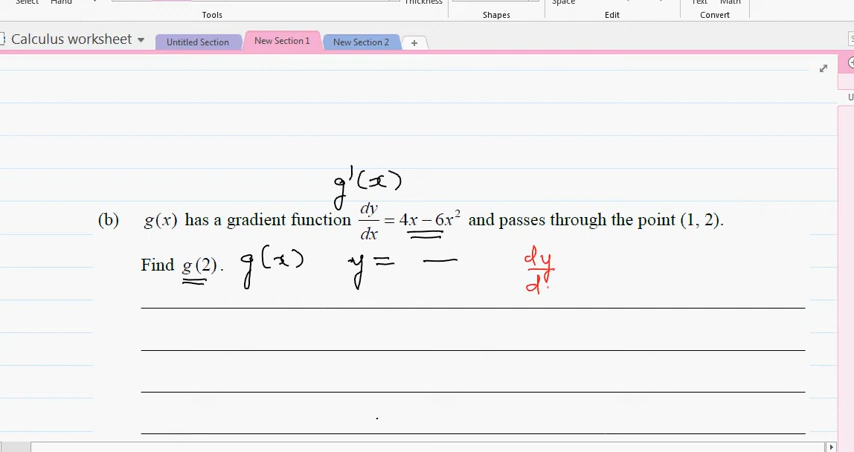 Select Hand Thickness Space Text Math
Tools Shapes Edit Convert
Calculus worksheet Untitled Section New Section 1 New Section 2 +
g'(x)
(b) g(x) has a gradient function dy/dx = 4x − 6x² and passes through the point (1, 2).
Find g(2). g(x) y = — dy/d